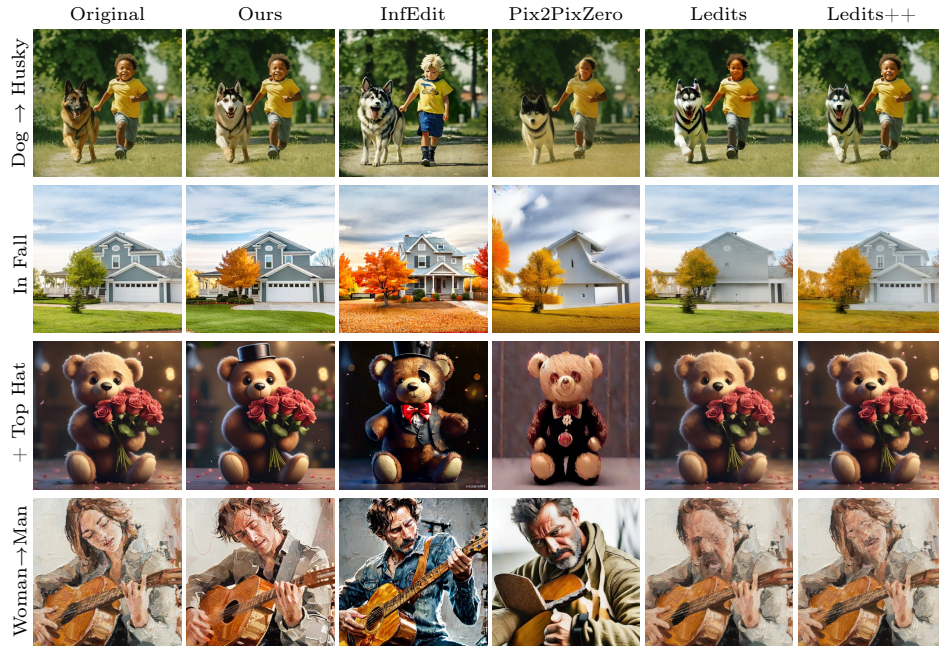 Original Ours InfEdit Pix2PixZero Ledits Ledits++
Dog → Husky
In Fall
+ Top Hat
Woman→Man